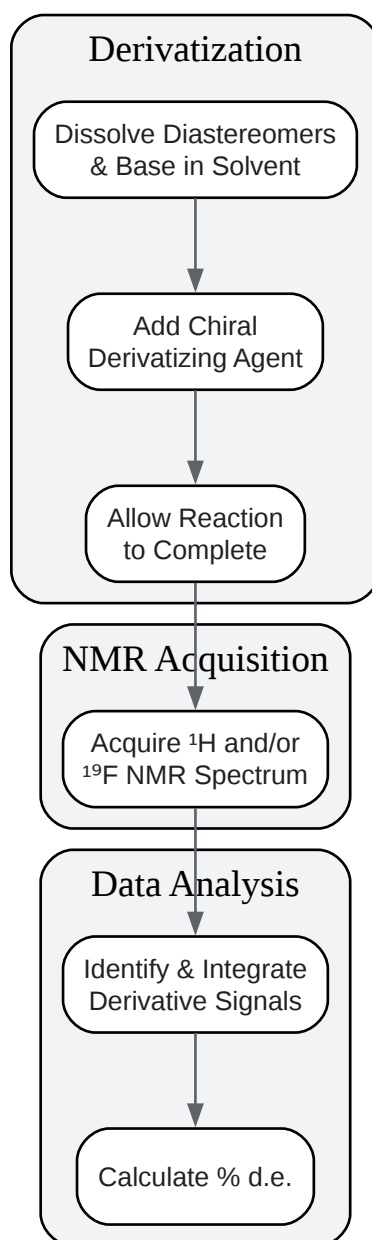 Derivatization
Dissolve Diastereomers
& Base in Solvent
Add Chiral
Derivatizing Agent
Allow Reaction
to Complete
NMR Acquisition
Acquire ¹H and/or
¹⁹F NMR Spectrum
Data Analysis
Identify & Integrate
Derivative Signals
Calculate % d.e.